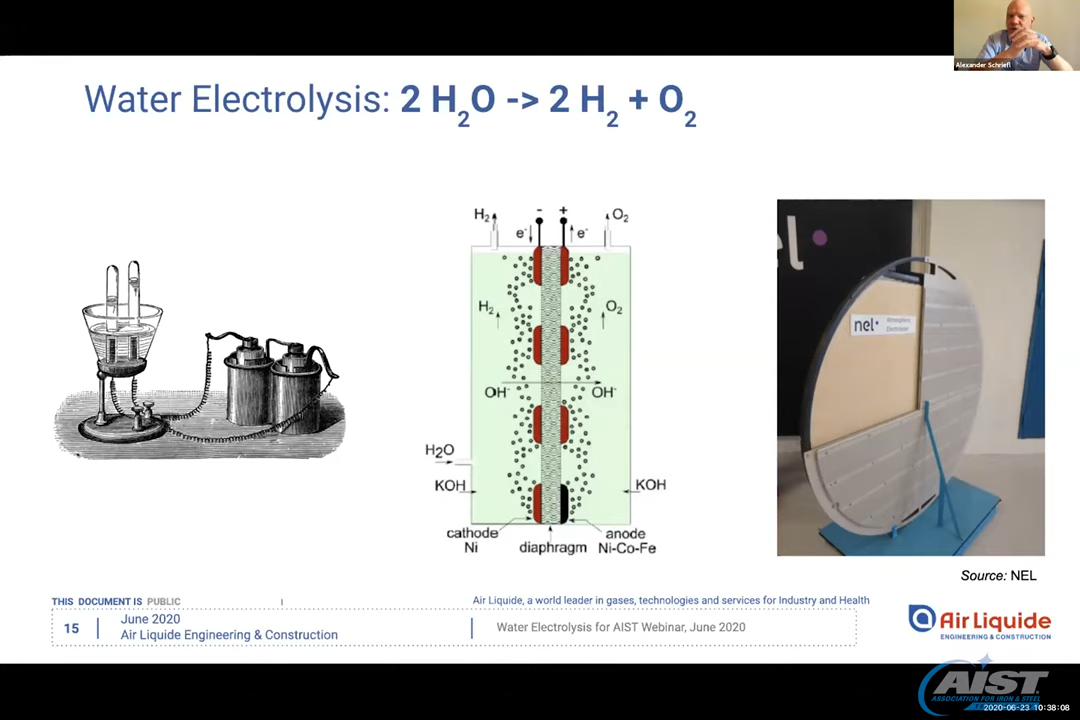 Alexander Schriefl
Water Electrolysis: 2 H2O -> 2 H2 + O2
H2
-
+
O2
e-
e-
H2
O2
OH-
OH-
H2O
KOH
KOH
cathode
Ni
diaphragm
anode
Ni-Co-Fe
nel
Atmospheric
Electrolyser
Source: NEL
THIS DOCUMENT IS PUBLIC
Air Liquide, a world leader in gases, technologies and services for Industry and Health
15
June 2020
Air Liquide Engineering & Construction
Water Electrolysis for AIST Webinar, June 2020
Air Liquide
ENGINEERING & CONSTRUCTION
AIST
ASSOCIATION FOR IRON & STEEL
2020-06-23 10:38:08